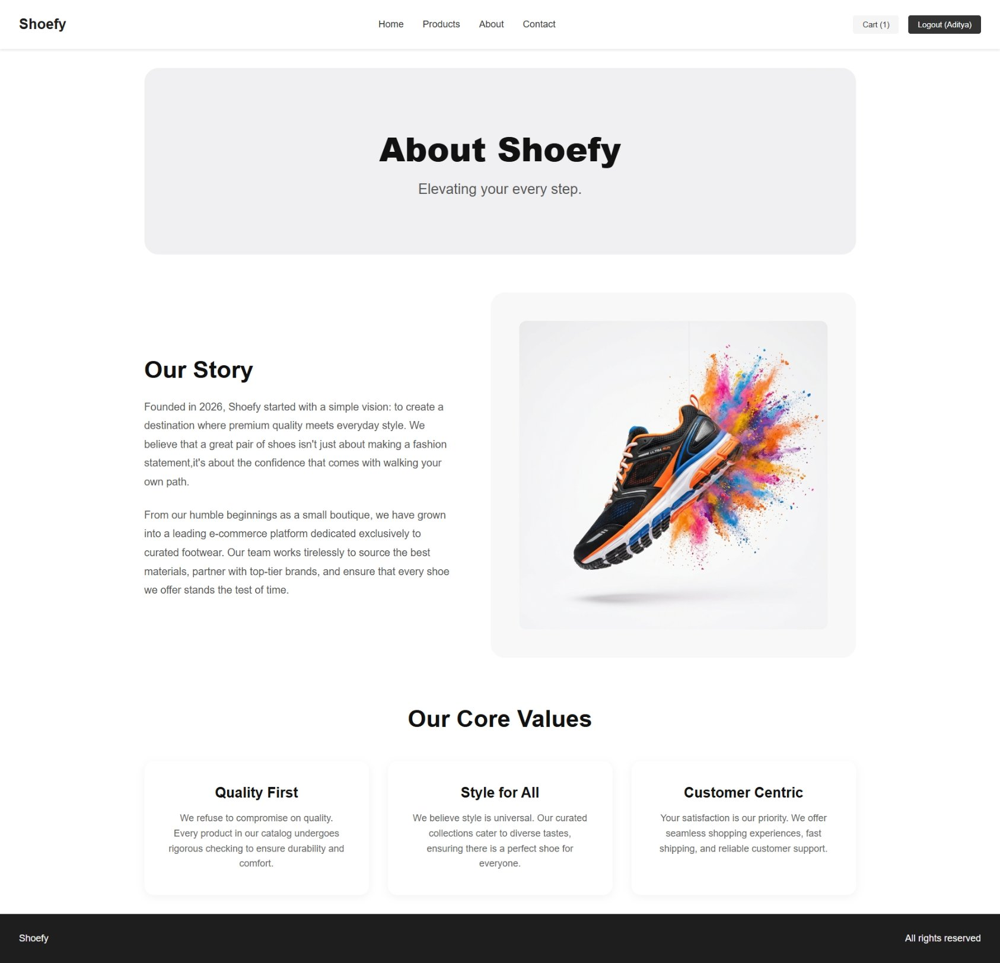 Shoefy
Home Products About Contact
Cart (1) Logout (Aditya)
About Shoefy
Elevating your every step.
Our Story
Founded in 2026, Shoefy started with a simple vision: to create a
destination where premium quality meets everyday style. We
believe that a great pair of shoes isn't just about making a fashion
statement,it's about the confidence that comes with walking your
own path.
From our humble beginnings as a small boutique, we have grown
into a leading e-commerce platform dedicated exclusively to
curated footwear. Our team works tirelessly to source the best
materials, partner with top-tier brands, and ensure that every shoe
we offer stands the test of time.
ULTRA RUN
Our Core Values
Quality First
We refuse to compromise on quality.
Every product in our catalog undergoes
rigorous checking to ensure durability and
comfort.
Style for All
We believe style is universal. Our curated
collections cater to diverse tastes,
ensuring there is a perfect shoe for
everyone.
Customer Centric
Your satisfaction is our priority. We offer
seamless shopping experiences, fast
shipping, and reliable customer support.
Shoefy
All rights reserved